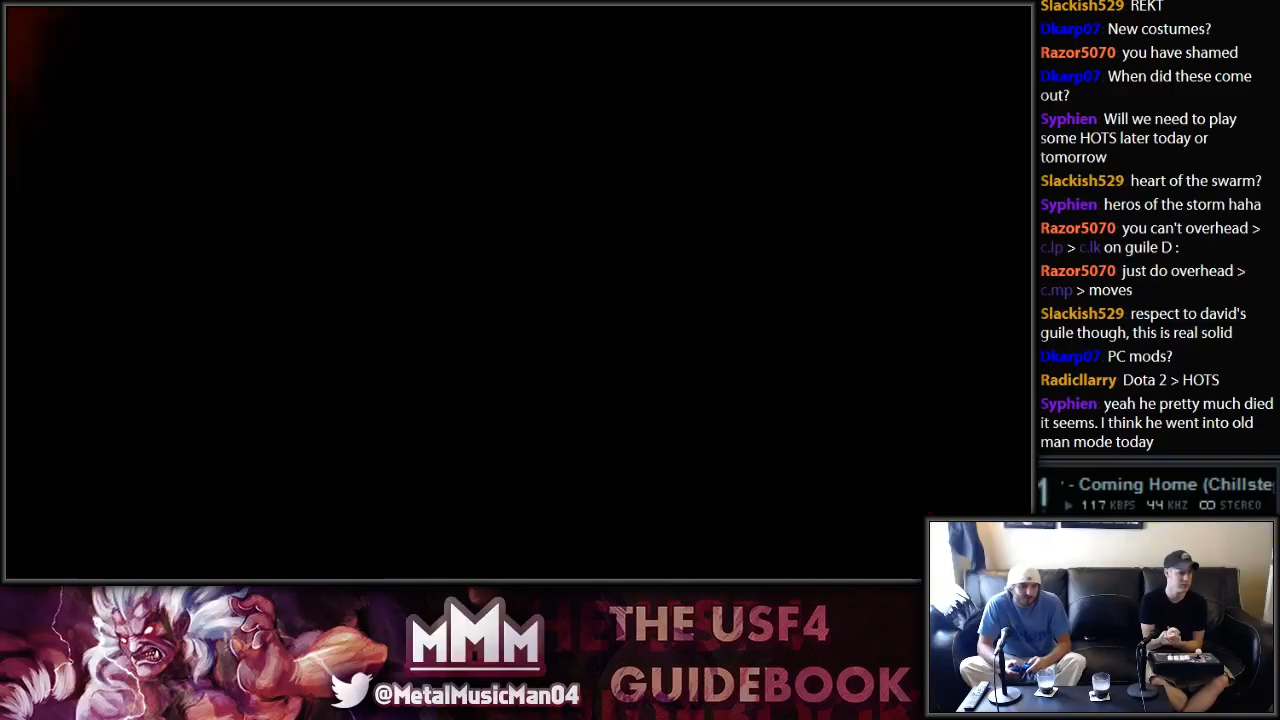 Slackish529 REKT
Dkarp07 New costumes?
Razor5070 you have shamed
Dkarp07 When did these come
out?
Syphien Will we need to play
some HOTS later today or
tomorrow
Slackish529 heart of the swarm?
Syphien heros of the storm haha
Razor5070 you can't overhead >
c.lp > c.lk on guile D :
Razor5070 just do overhead >
c.mp > moves
Slackish529 respect to david's
guile though, this is real solid
Dkarp07 PC mods?
Radicllarry Dota 2 > HOTS
Syphien yeah he pretty much died
it seems. I think he went into old
man mode today
- Coming Home (Chillste
117 KBPS 44 KHZ STEREO
MMM
@MetalMusicMan04
THE USF4
GUIDEBOOK